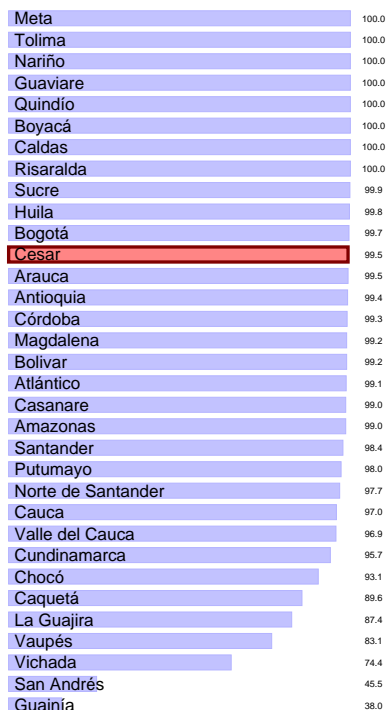 Meta 100.0
Tolima 100.0
Nariño 100.0
Guaviare 100.0
Quindío 100.0
Boyacá 100.0
Caldas 100.0
Risaralda 100.0
Sucre 99.9
Huila 99.8
Bogotá 99.7
Cesar 99.5
Arauca 99.5
Antioquia 99.4
Córdoba 99.3
Magdalena 99.2
Bolivar 99.2
Atlántico 99.1
Casanare 99.0
Amazonas 99.0
Santander 98.4
Putumayo 98.0
Norte de Santander 97.7
Cauca 97.0
Valle del Cauca 96.9
Cundinamarca 95.7
Chocó 93.1
Caquetá 89.6
La Guajira 87.4
Vaupés 83.1
Vichada 74.4
San Andrés 45.5
Guainía 38.0